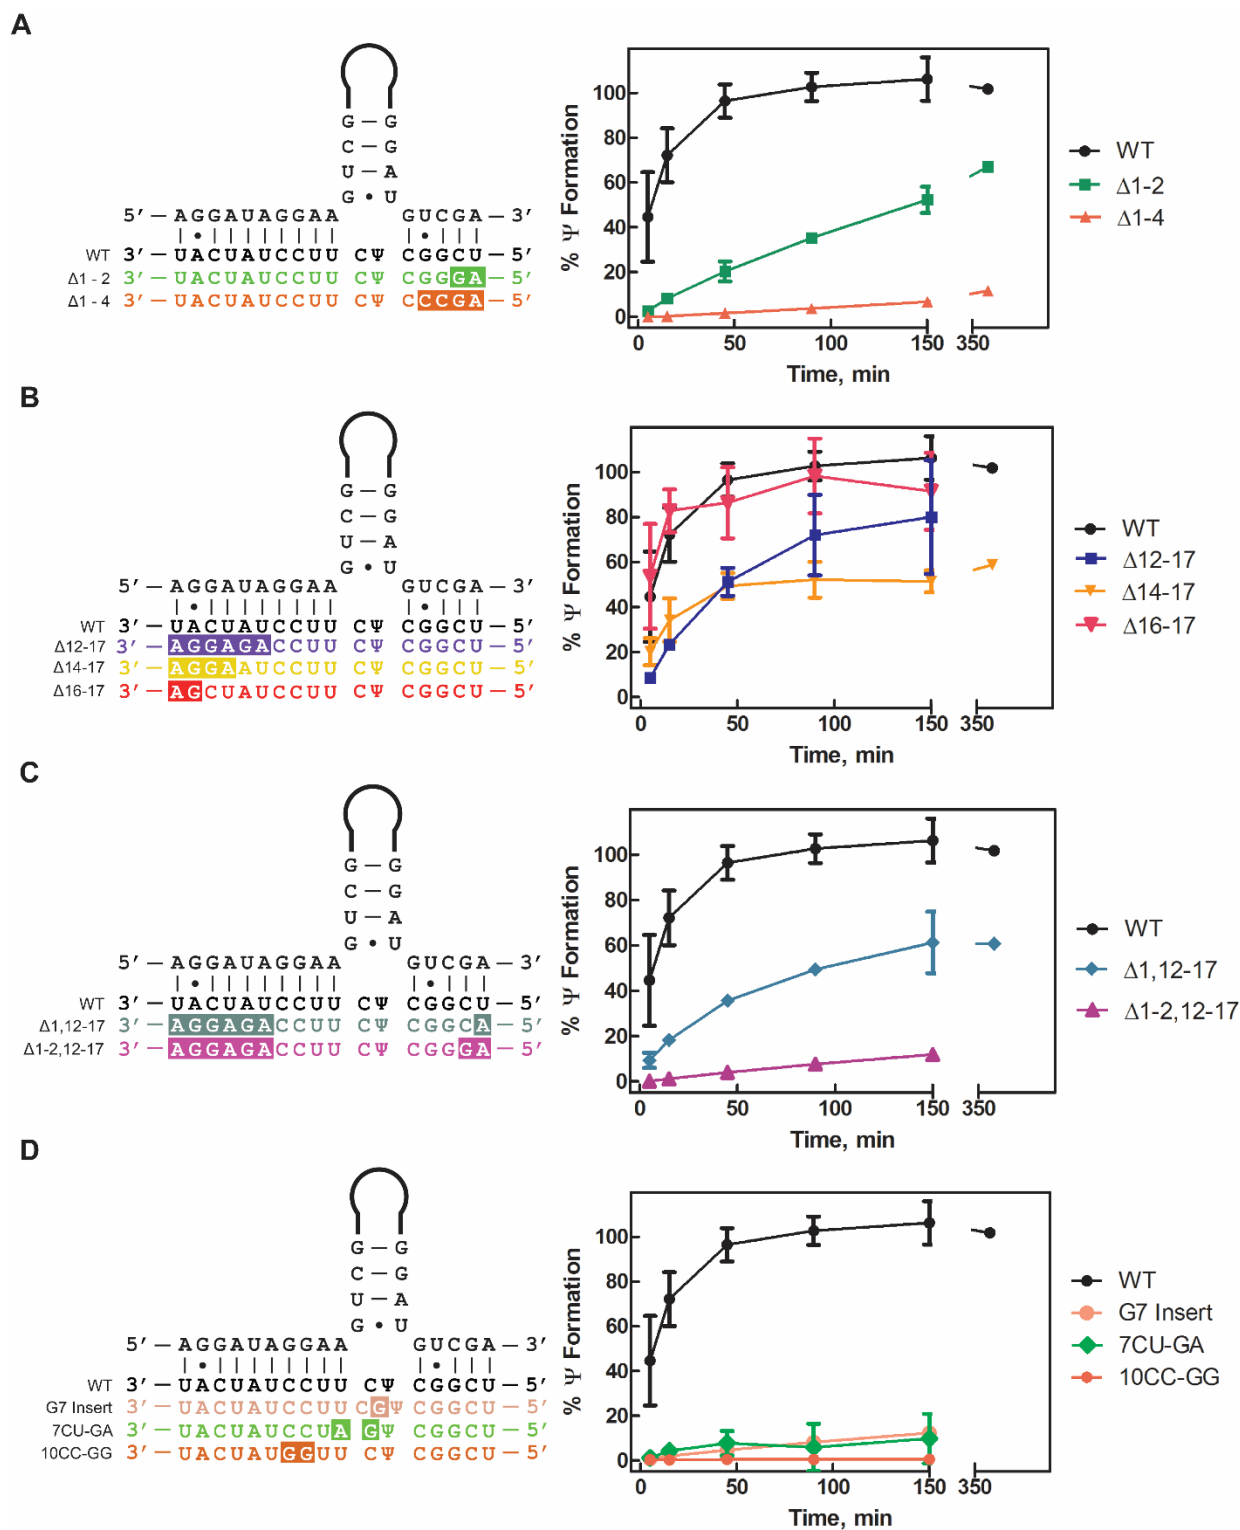 A
G – G
C G
U – A
G • U
5′ – AGGAUAGGAA GUCGA – 3′
WT 3′ – UACUAUCCUU CΨ CGGCU – 5′
Δ1 - 2 3′ – UACUAUCCUU CΨ CGGGA – 5′
Δ1 - 4 3′ – UACUAUCCUU CΨ CCCGA – 5′
% Ψ Formation
100
80
60
40
20
0
0 50 100 150 350
Time, min
WT
Δ1-2
Δ1-4
B
G – G
C G
U – A
G • U
5′ – AGGAUAGGAA GUCGA – 3′
WT 3′ – UACUAUCCUU CΨ CGGCU – 5′
Δ12-17 3′ – AGGAGACCUU CΨ CGGCU – 5′
Δ14-17 3′ – AGGAAUCCUU CΨ CGGCU – 5′
Δ16-17 3′ – AGCUAUCCUU CΨ CGGCU – 5′
% Ψ Formation
100
80
60
40
20
0
0 50 100 150 350
Time, min
WT
Δ12-17
Δ14-17
Δ16-17
C
G – G
C – G
U – A
G • U
5′ – AGGAUAGGAA GUCGA – 3′
WT 3′ – UACUAUCCUU CΨ CGGCU – 5′
Δ1,12-17 3′ – AGGAGACCUU CΨ CGGCA – 5′
Δ1-2,12-17 3′ – AGGAGACCUU CΨ CGGGA – 5′
% Ψ Formation
100
80
60
40
20
0
0 50 100 150 350
Time, min
WT
Δ1,12-17
Δ1-2,12-17
D
G – G
C G
U – A
G • U
5′ – AGGAUAGGAA GUCGA – 3′
WT 3′ – UACUAUCCUU CΨ CGGCU – 5′
G7 Insert 3′ – UACUAUCCUUCGΨ CGGCU – 5′
7CU-GA 3′ – UACUAUCCUA GΨ CGGCU – 5′
10CC-GG 3′ – UACUAUGGUU CΨ CGGCU – 5′
% Ψ Formation
100
80
60
40
20
0
0 50 100 150 350
Time, min
WT
G7 Insert
7CU-GA
10CC-GG